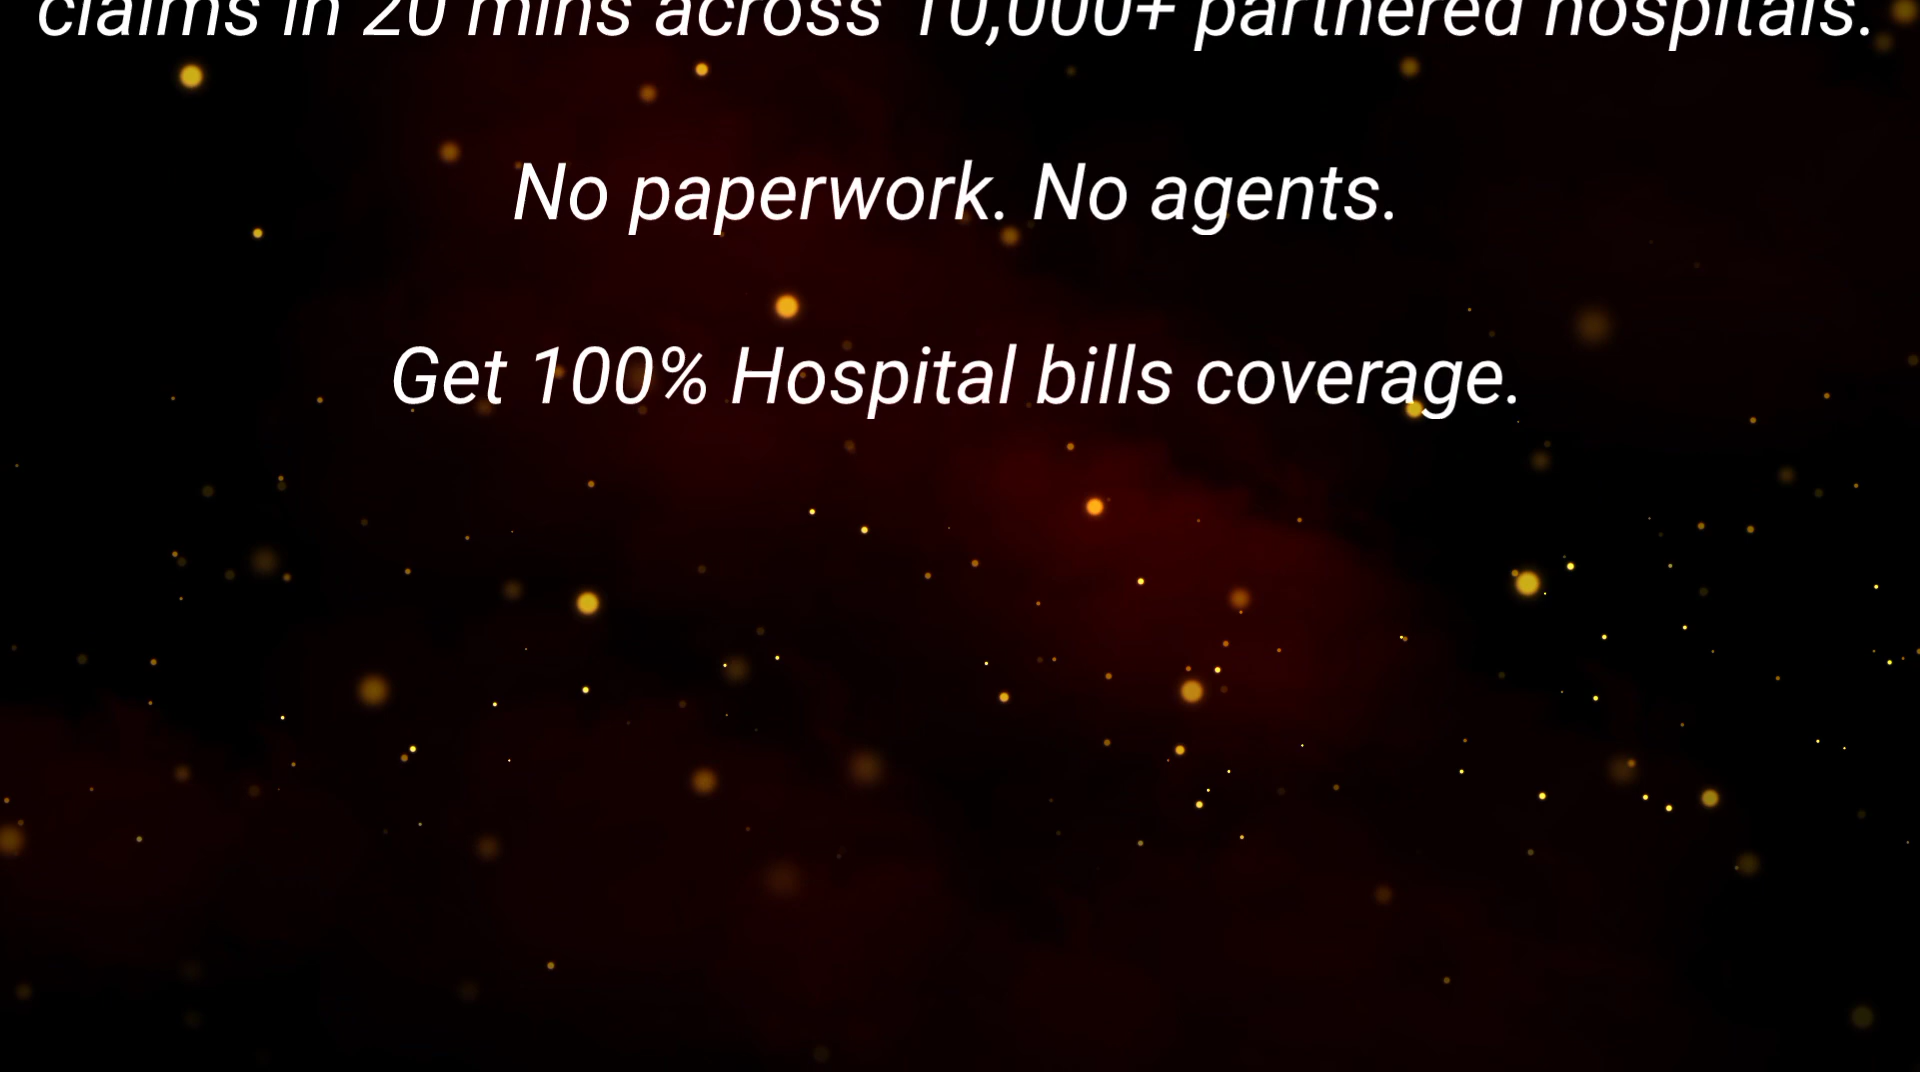 claims in 20 mins across 10,000+ partnered hospitals.
No paperwork. No agents.
Get 100% Hospital bills coverage.